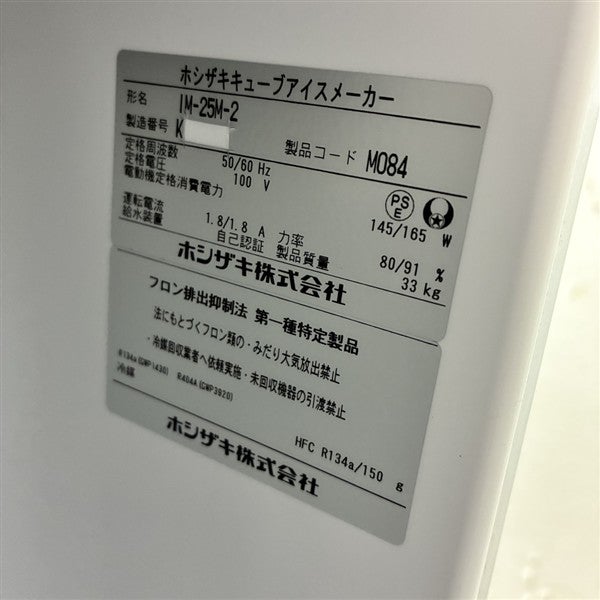 ホシザキキューブアイスメーカー
形名 IM-25M-2
製造番号 K
製品コード M084
定格周波数 50/60 Hz
定格電圧 100 V
電動機定格消費電力 145/165 W
PS
E
運転電流 1.8/1.8 A 力率 80/91 %
給水装置 自己認証 製品質量 33 kg
ホシザキ株式会社
フロン排出抑制法 第一種特定製品
法にもとづくフロン類の・みだり大気放出禁止
・冷媒回収業者へ依頼実施・未回収機器の引渡禁止
R134a(GWP1430) R404A(GWP3920)
冷媒 HFC R134a/150 g
ホシザキ株式会社